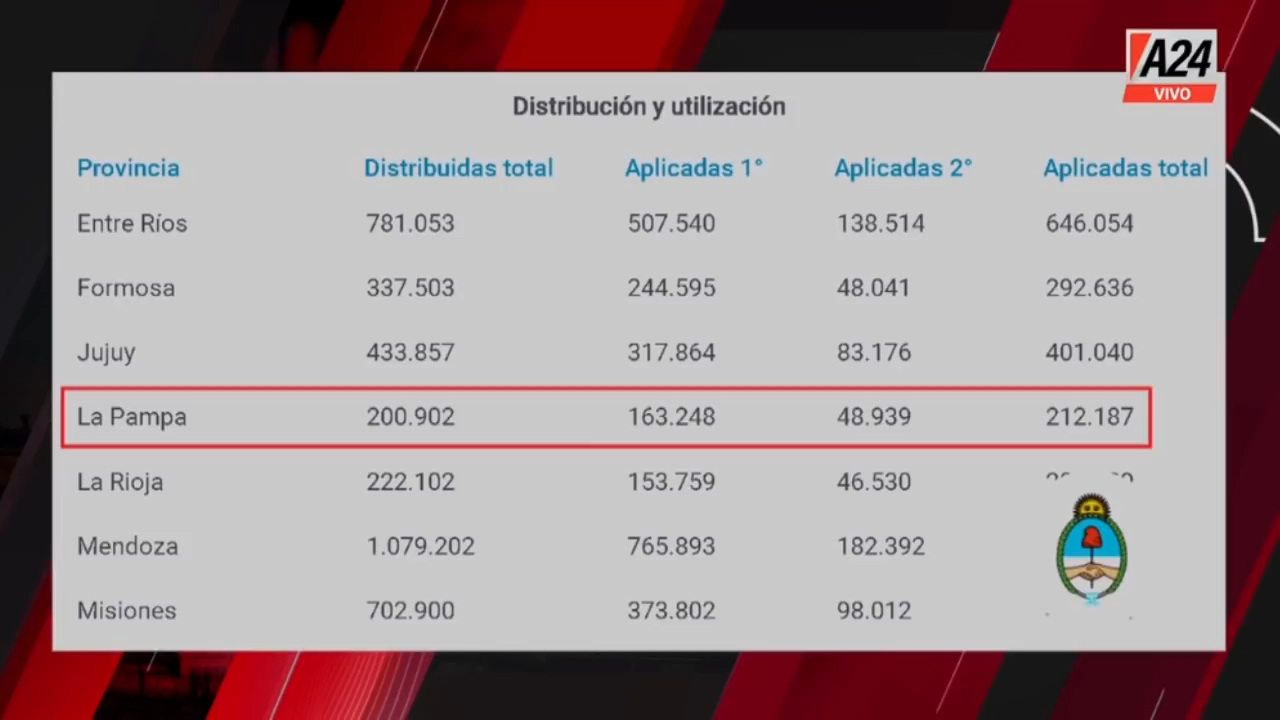 A24
VIVO
Distribución y utilización
Provincia Distribuidas total Aplicadas 1° Aplicadas 2° Aplicadas total
Entre Ríos 781.053 507.540 138.514 646.054
Formosa 337.503 244.595 48.041 292.636
Jujuy 433.857 317.864 83.176 401.040
La Pampa 200.902 163.248 48.939 212.187
La Rioja 222.102 153.759 46.530
Mendoza 1.079.202 765.893 182.392
Misiones 702.900 373.802 98.012